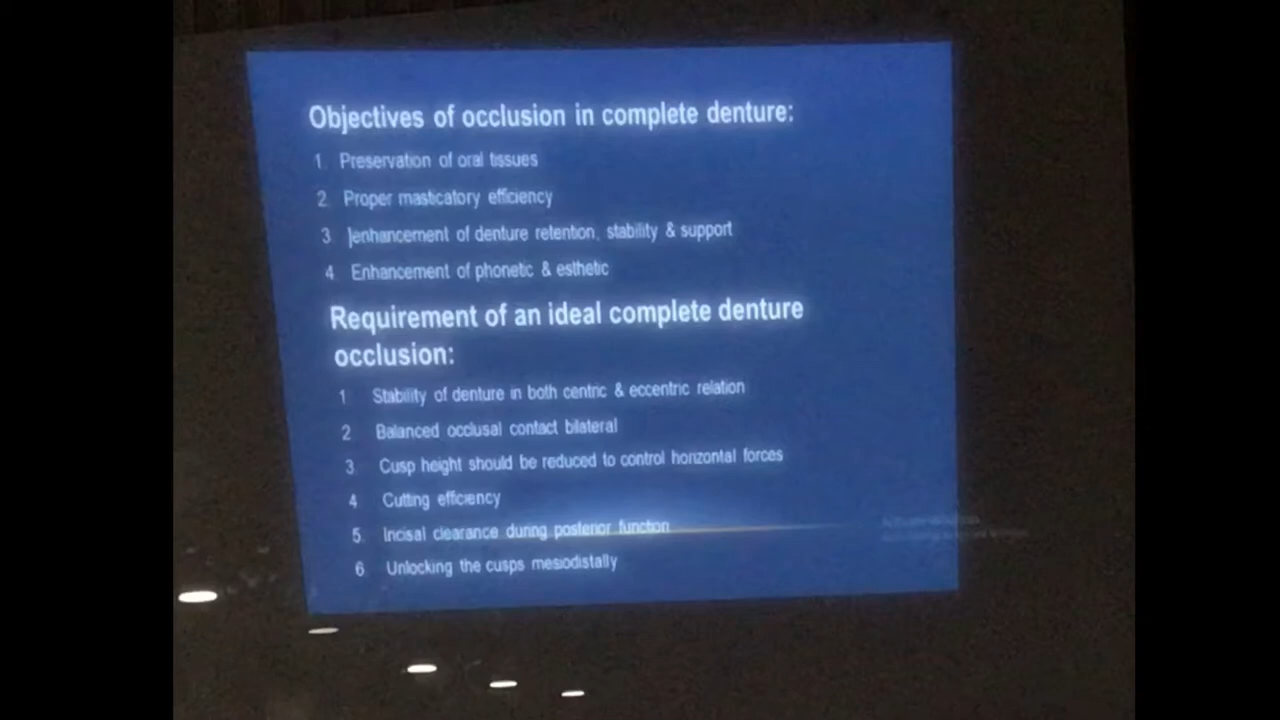 Objectives of occlusion in complete denture:
1. Preservation of oral tissues
2. Proper masticatory efficiency
3. enhancement of denture retention, stability & support
4. Enhancement of phonetic & esthetic
Requirement of an ideal complete denture
occlusion:
1 Stability of denture in both centric & eccentric relation
2 Balanced occlusal contact bilateral
3. Cusp height should be reduced to control horizontal forces
4 Cutting efficiency
5. Incisal clearance during posterior function
6 Unlocking the cusps mesiodistally